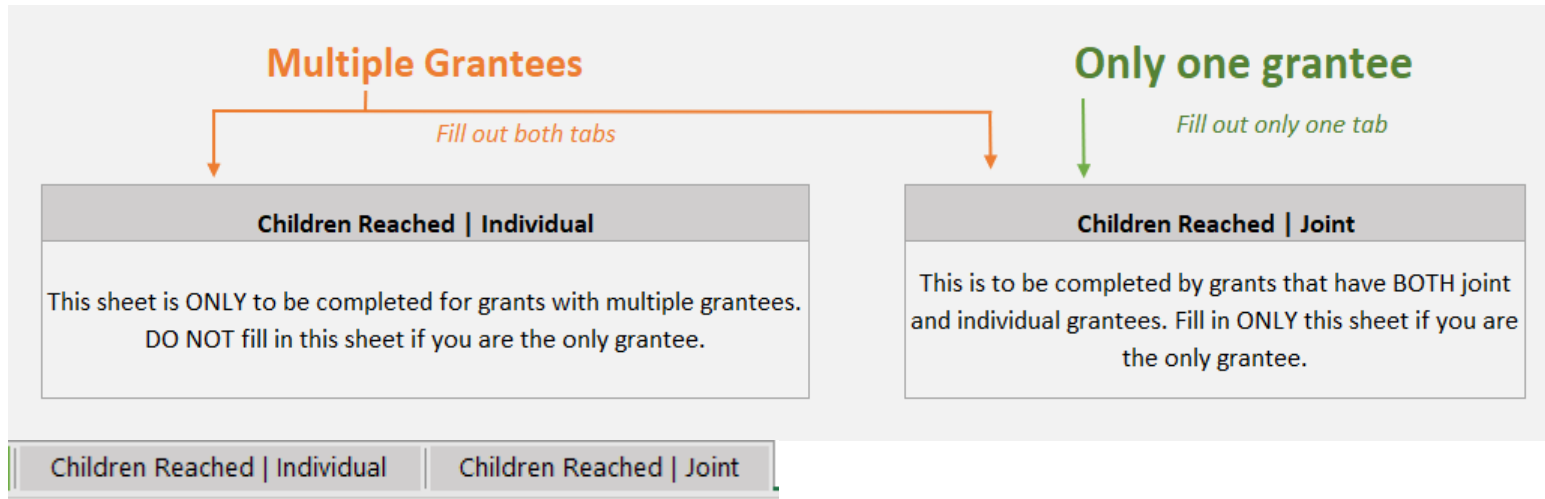 Multiple Grantees
Only one grantee
Fill out both tabs
Fill out only one tab
Children Reached | Individual
This sheet is ONLY to be completed for grants with multiple grantees.
DO NOT fill in this sheet if you are the only grantee.
Children Reached | Joint
This is to be completed by grants that have BOTH joint
and individual grantees. Fill in ONLY this sheet if you are
the only grantee.
Children Reached | Individual
Children Reached | Joint